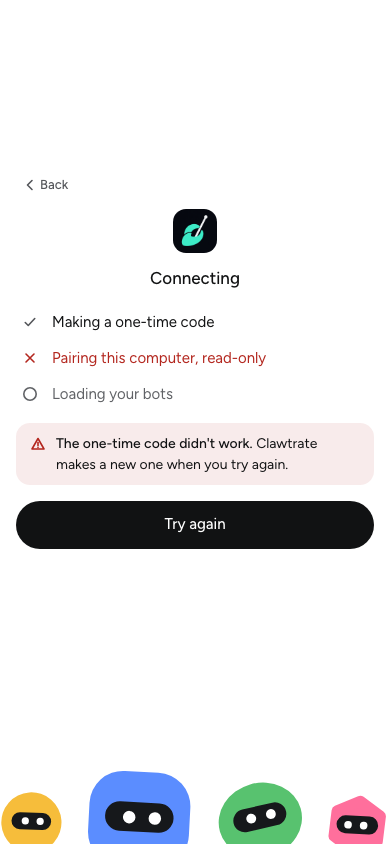 Back
Connecting
Making a one-time code
Pairing this computer, read-only
Loading your bots
The one-time code didn't work. Clawtrate
makes a new one when you try again.
Try again